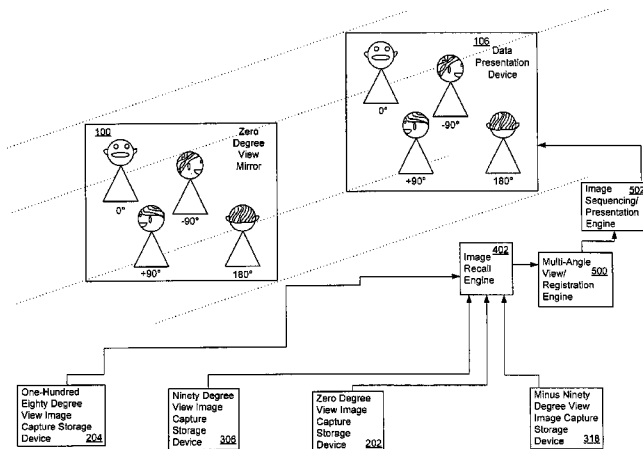 106
Data
Presentation
Device
0°
-90°
+90°
180°
100
Zero
Degree
View
Mirror
0°
-90°
+90°
180°
Image 502
Sequencing/
Presentation
Engine
402
Image
Recall
Engine
Multi-Angle
View/ 500
Registration
Engine
One-Hundred
Eighty Degree
View Image
Capture Storage
Device 204
Ninety Degree
View Image
Capture
Storage
Device 306
Zero Degree
View Image
Capture
Storage
Device 202
Minus Ninety
Degree View
Image Capture
Storage
Device 318